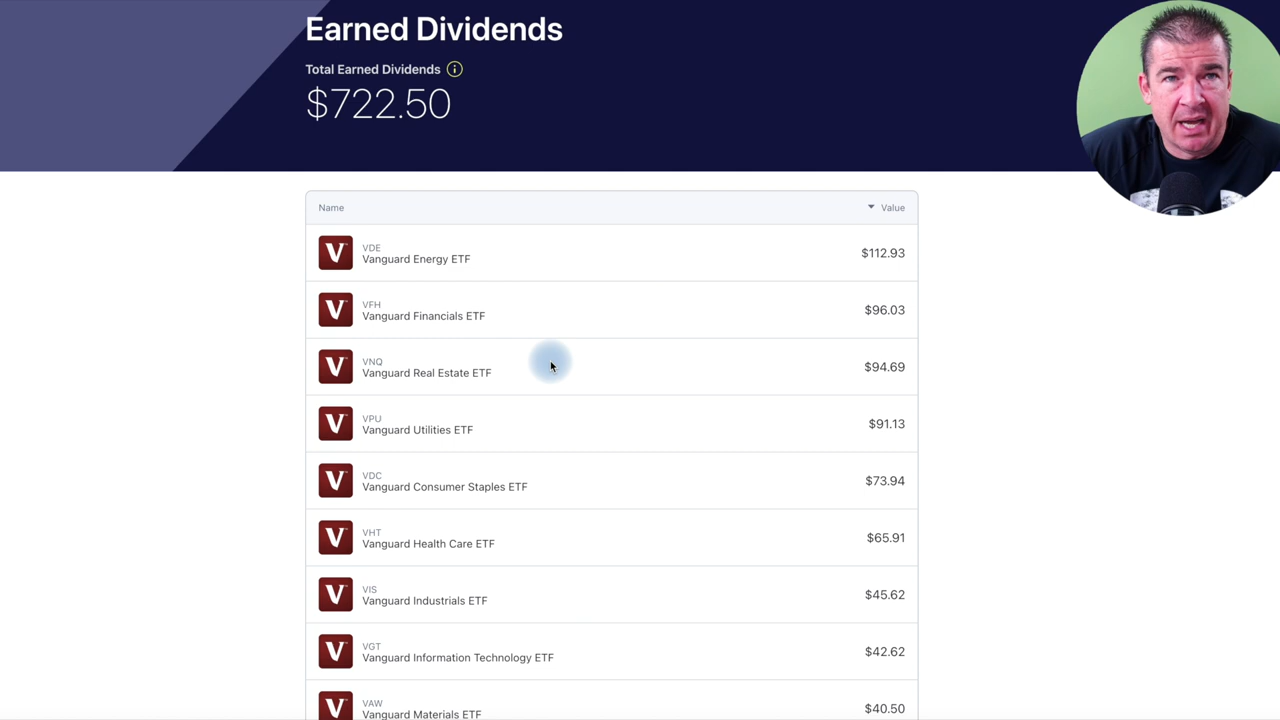 Earned Dividends
Total Earned Dividends
$722.50
Name
Value
VDE
Vanguard Energy ETF
$112.93
VFH
Vanguard Financials ETF
$96.03
VNQ
Vanguard Real Estate ETF
$94.69
VPU
Vanguard Utilities ETF
$91.13
VDC
Vanguard Consumer Staples ETF
$73.94
VHT
Vanguard Health Care ETF
$65.91
VIS
Vanguard Industrials ETF
$45.62
VGT
Vanguard Information Technology ETF
$42.62
VAW
Vanguard Materials ETF
$40.50